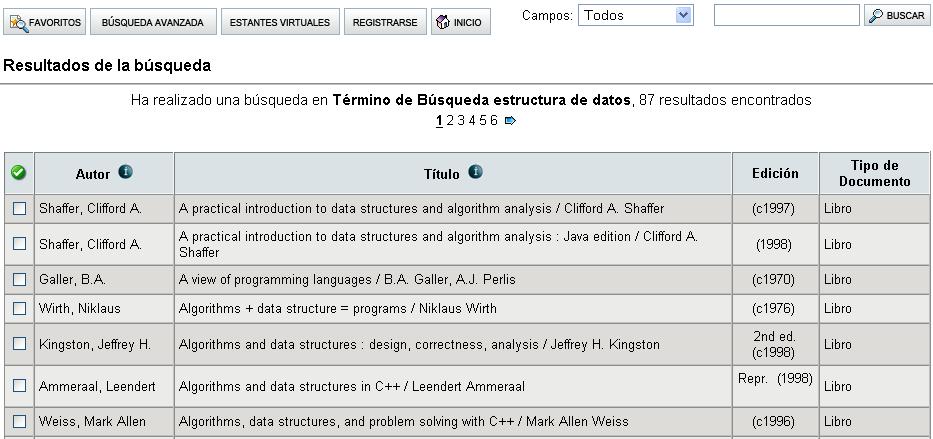 FAVORITOS BÚSQUEDA AVANZADA ESTANTES VIRTUALES REGISTRARSE INICIO Campos: Todos BUSCAR
Resultados de la búsqueda
Ha realizado una búsqueda en Término de Búsqueda estructura de datos, 87 resultados encontrados
1 2 3 4 5 6
Autor Título Edición Tipo de Documento
Shaffer, Clifford A. A practical introduction to data structures and algorithm analysis / Clifford A. Shaffer (c1997) Libro
Shaffer, Clifford A. A practical introduction to data structures and algorithm analysis : Java edition / Clifford A.
Shaffer (1998) Libro
Galler, B.A. A view of programming languages / B.A. Galler, A.J. Perlis (c1970) Libro
Wirth, Niklaus Algorithms + data structure = programs / Niklaus Wirth (c1976) Libro
Kingston, Jeffrey H. Algorithms and data structures : design, correctness, analysis / Jeffrey H. Kingston 2nd ed. (c1998) Libro
Ammeraal, Leendert Algorithms and data structures in C++ / Leendert Ammeraal Repr. (1998) Libro
Weiss, Mark Allen Algorithms, data structures, and problem solving with C++ / Mark Allen Weiss (c1996) Libro